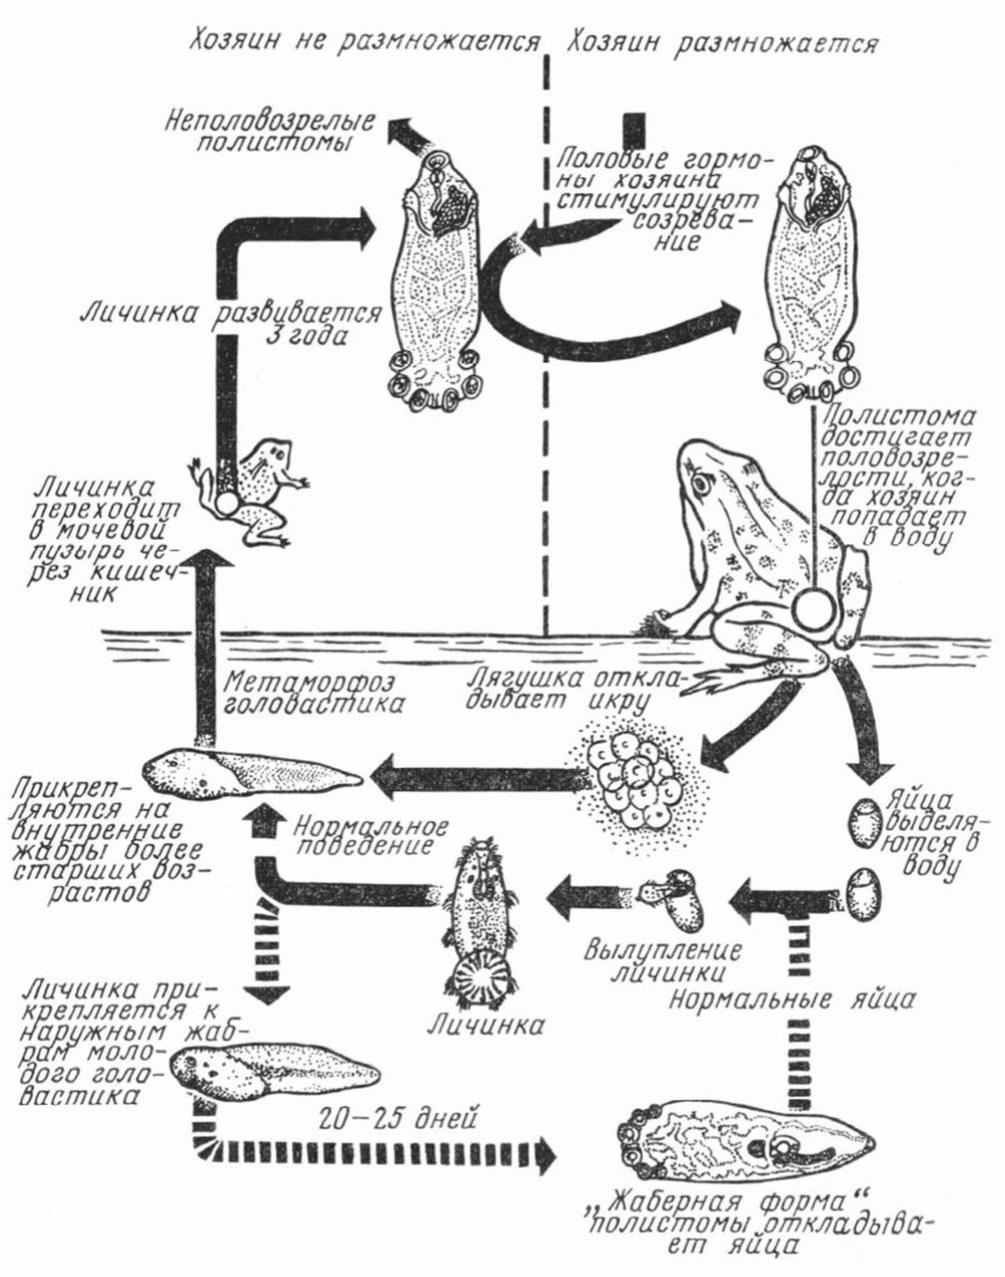 Хозяин не размножается
Хозяин размножается
Неполовозрелые
полистомы
Половые гормо-
ны хозяина
стимулируют
созрева-
ние
Личинка развивается
3 года
Полистома
достигает
половозре-
лости, ког-
да хозяин
попадает
в воду
Личинка
переходит
в мочевой
пузырь че-
рез кишеч-
ник
Метаморфоз
головастика
Лягушка откла-
дывает икру
Прикреп-
ляются на
внутренние
жабры более
старших воз-
растов
Нормальное
поведение
Яйца
выделя-
ются в
воду
Вылупление
личинки
Нормальные яйца
Личинка
Личинка при-
крепляется к
наружным жаб-
рам моло-
дого голо-
вастика
20–25 дней
„Жаберная форма“
полистомы откладыва-
ет яйца